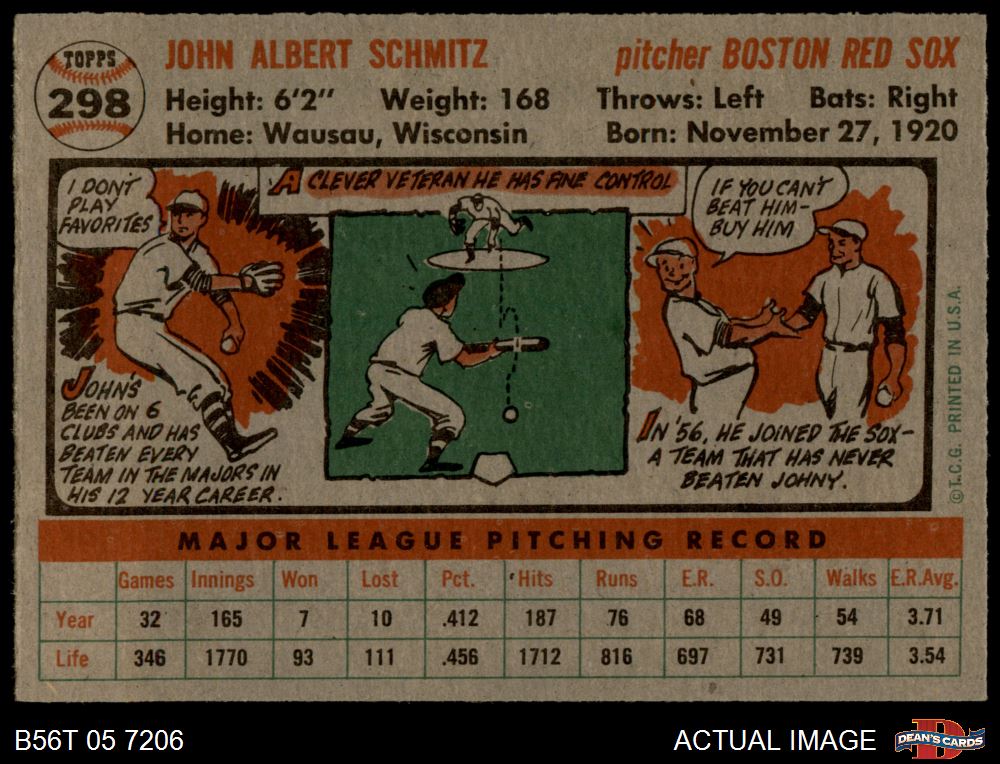 TOPPS
298
JOHN ALBERT SCHMITZ
pitcher BOSTON RED SOX
Height: 6'2" Weight: 168 Throws: Left Bats: Right
Home: Wausau, Wisconsin Born: November 27, 1920
I DON'T
PLAY
FAVORITES
A CLEVER VETERAN HE HAS FINE CONTROL
IF YOU CAN'T
BEAT HIM-
BUY HIM
JOHN'S
BEEN ON 6
CLUBS AND HAS
BEATEN EVERY
TEAM IN THE MAJORS IN
HIS 12 YEAR CAREER.
IN '56, HE JOINED THE SOX-
A TEAM THAT HAS NEVER
BEATEN JOHNY.
©T.C.G. PRINTED IN U.S.A.
MAJOR LEAGUE PITCHING RECORD
Games Innings Won Lost Pct. Hits Runs E.R. S.O. Walks E.R.Avg.
Year 32 165 7 10 .412 187 76 68 49 54 3.71
Life 346 1770 93 111 .456 1712 816 697 731 739 3.54
B56T 05 7206
ACTUAL IMAGE
DEAN'S CARDS